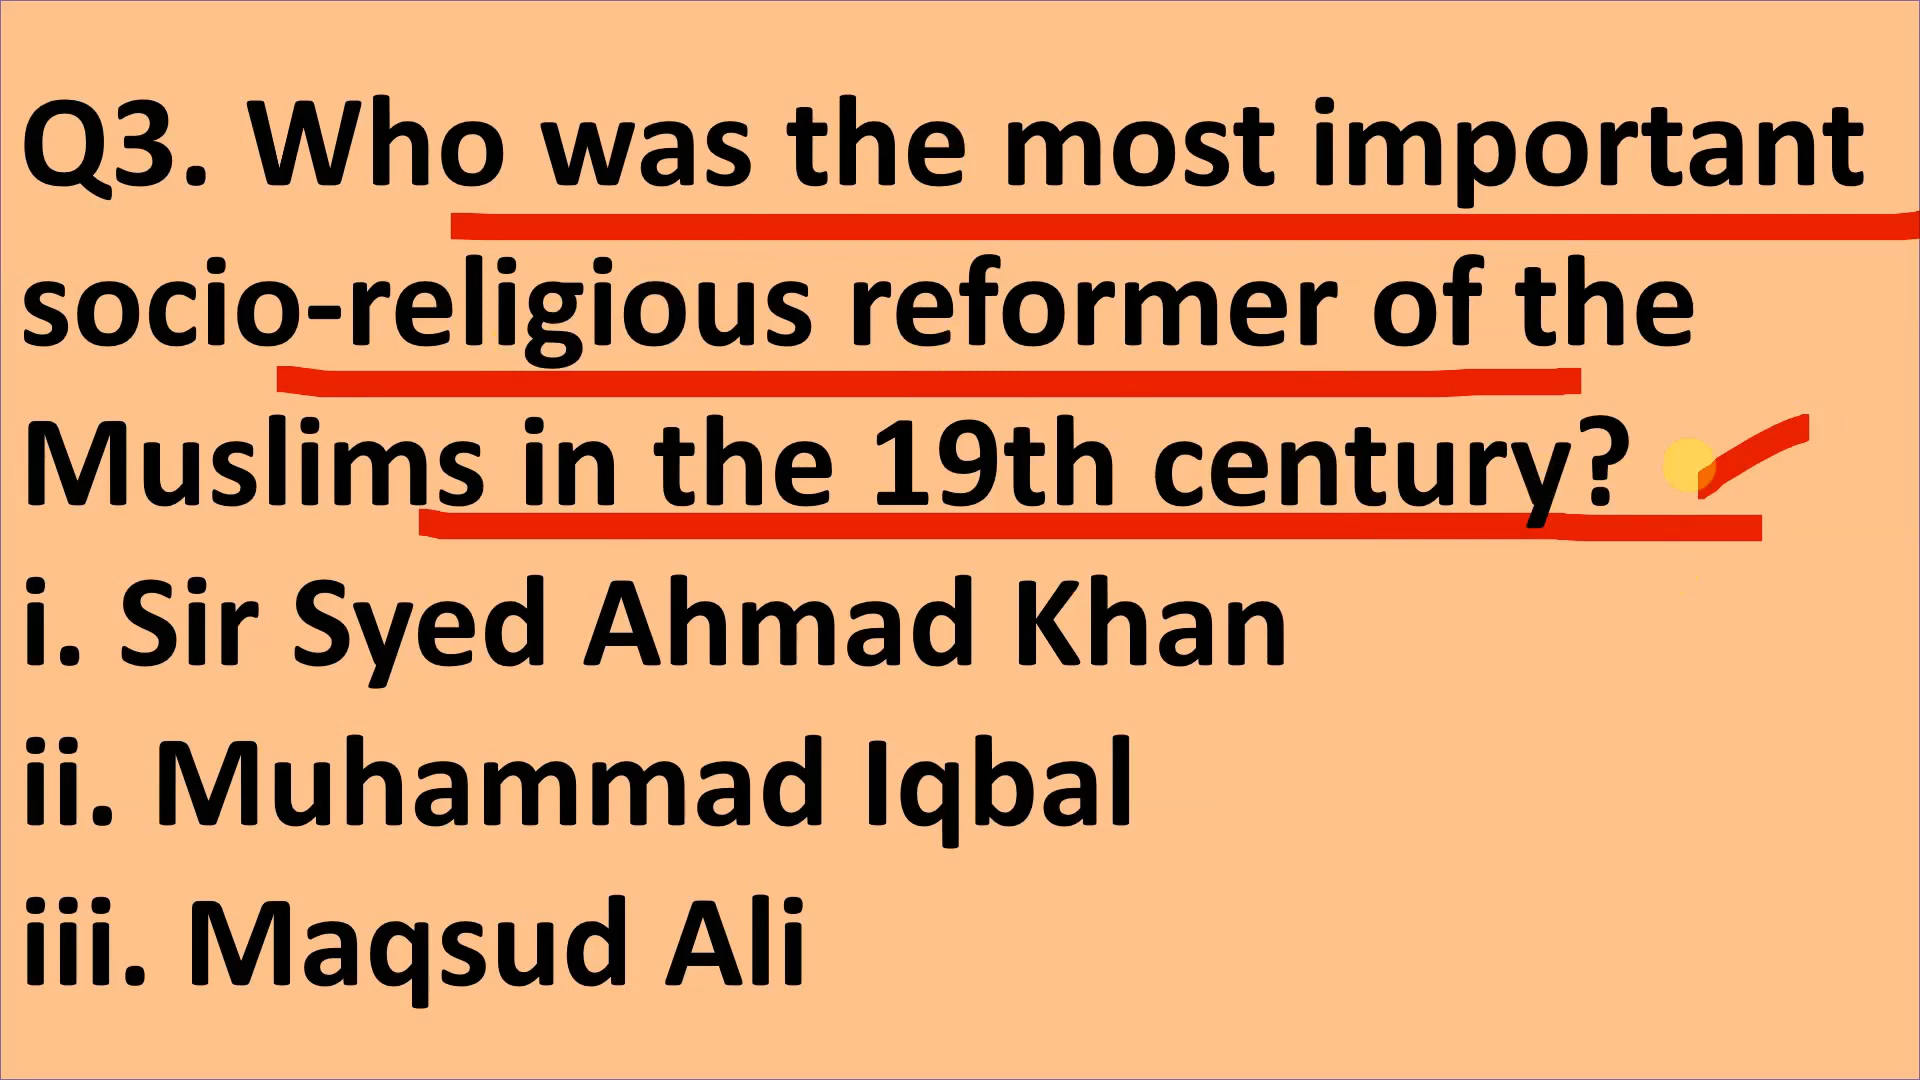 Q3. Who was the most important
socio-religious reformer of the
Muslims in the 19th century?
i. Sir Syed Ahmad Khan
ii. Muhammad Iqbal
iii. Maqsud Ali